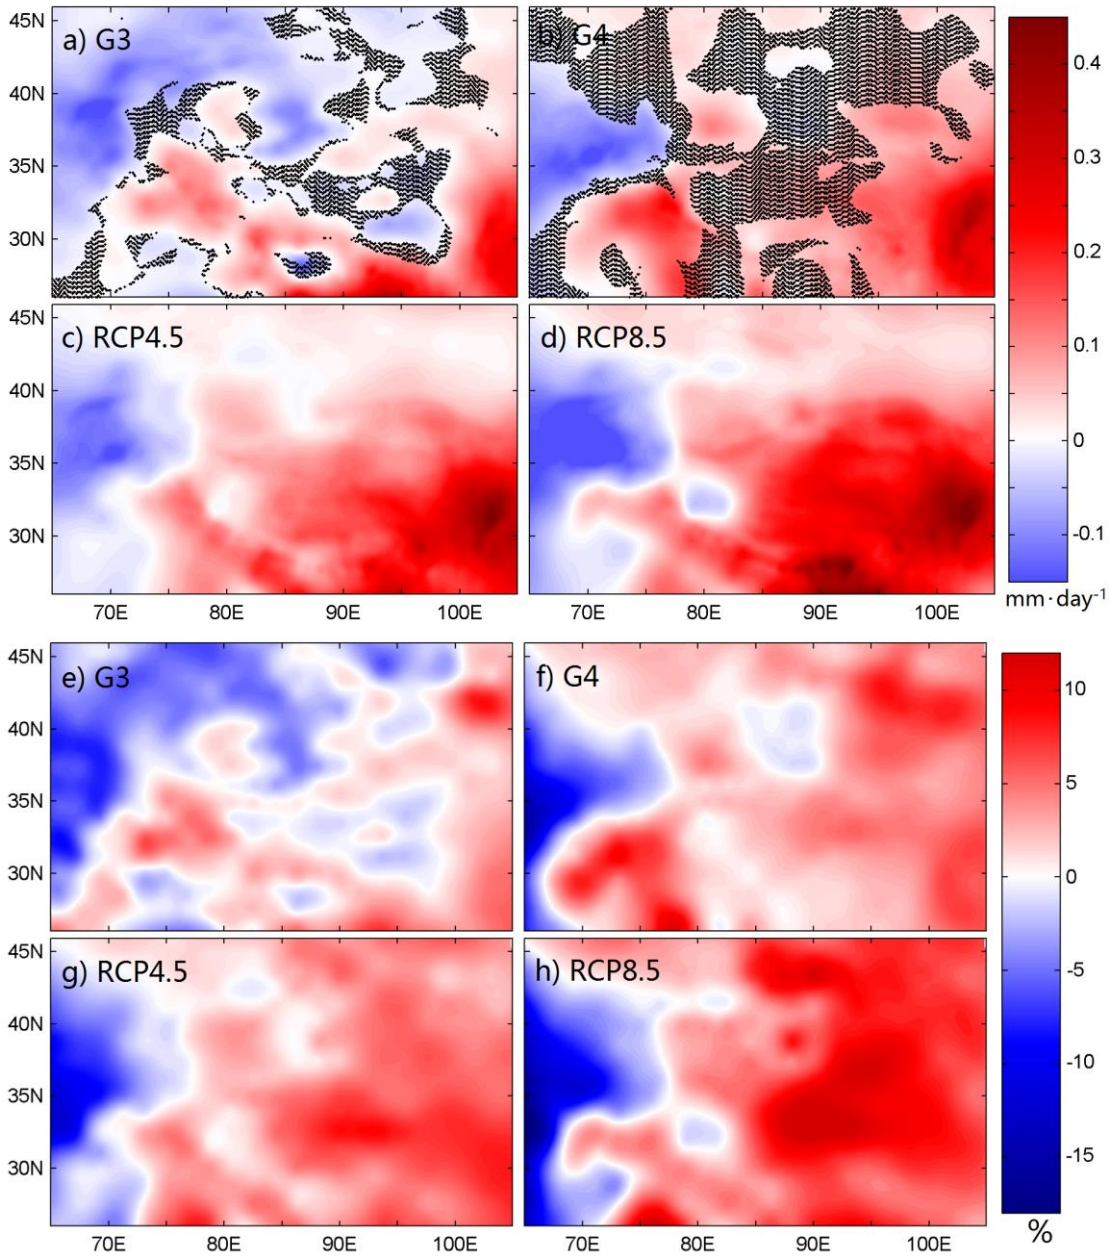 a) G3
b) G4
45N
40N
35N
30N
0.4
0.3
0.2
0.1
0
-0.1
mm·day-1
c) RCP4.5
d) RCP8.5
45N
40N
35N
30N
70E 80E 90E 100E 70E 80E 90E 100E
e) G3
f) G4
45N
40N
35N
30N
10
5
0
-5
-10
-15
%
g) RCP4.5
h) RCP8.5
45N
40N
35N
30N
70E 80E 90E 100E 70E 80E 90E 100E